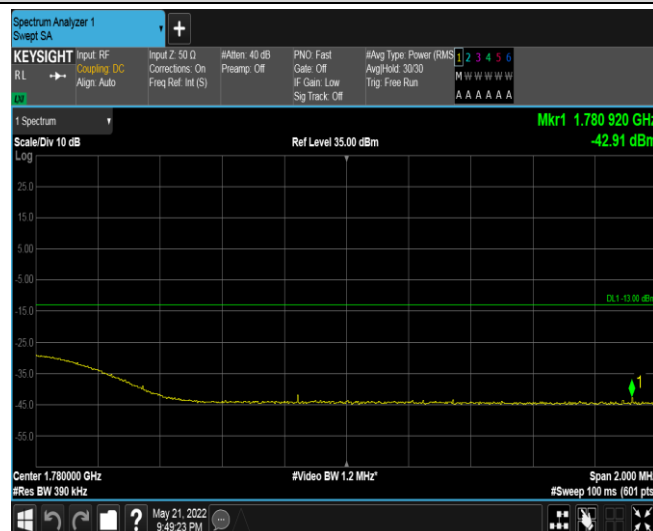 Spectrum Analyzer 1
Swept SA
+
KEYSIGHT
RL
Input: RF
Coupling: DC
Align: Auto
Input Z: 50 Ω
Corrections: On
Freq Ref: Int (S)
#Atten: 40 dB
Preamp: Off
PNO: Fast
Gate: Off
IF Gain: Low
Sig Track: Off
#Avg Type: Power (RMS
Avg|Hold: 30/30
Trig: Free Run
1 2 3 4 5 6
M W W W W W
A A A A A A
1 Spectrum
Mkr1 1.780 920 GHz
Scale/Div 10 dB
Ref Level 35.00 dBm
-42.91 dBm
Log
25.0
15.0
5.00
-5.00
DL1 -13.00 dBm
-15.0
-25.0
-35.0
1
-45.0
-55.0
Center 1.780000 GHz
#Video BW 1.2 MHz*
Span 2.000 MHz
#Res BW 390 kHz
#Sweep 100 ms (601 pts
?
May 21, 2022
9:49:23 PM